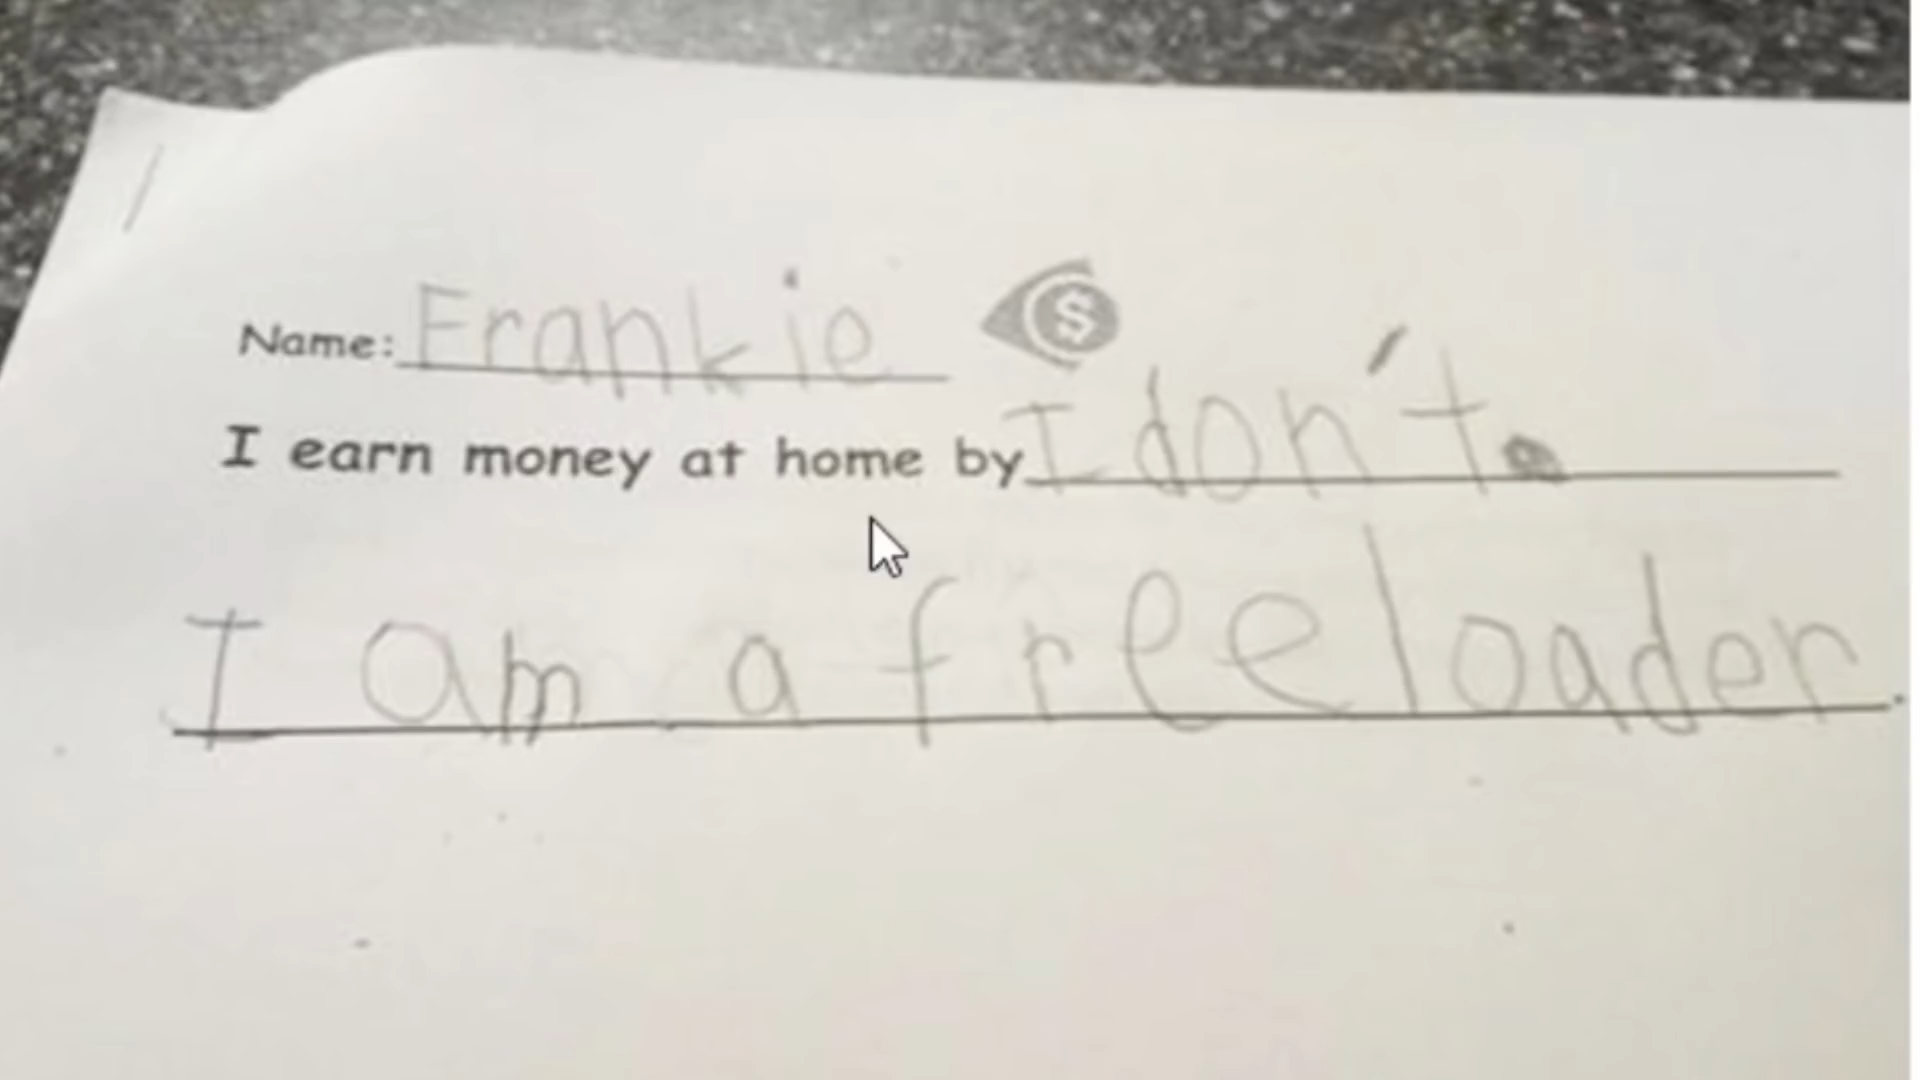 Name: Frankie $
I earn money at home by I don't.
I am a freeloader.